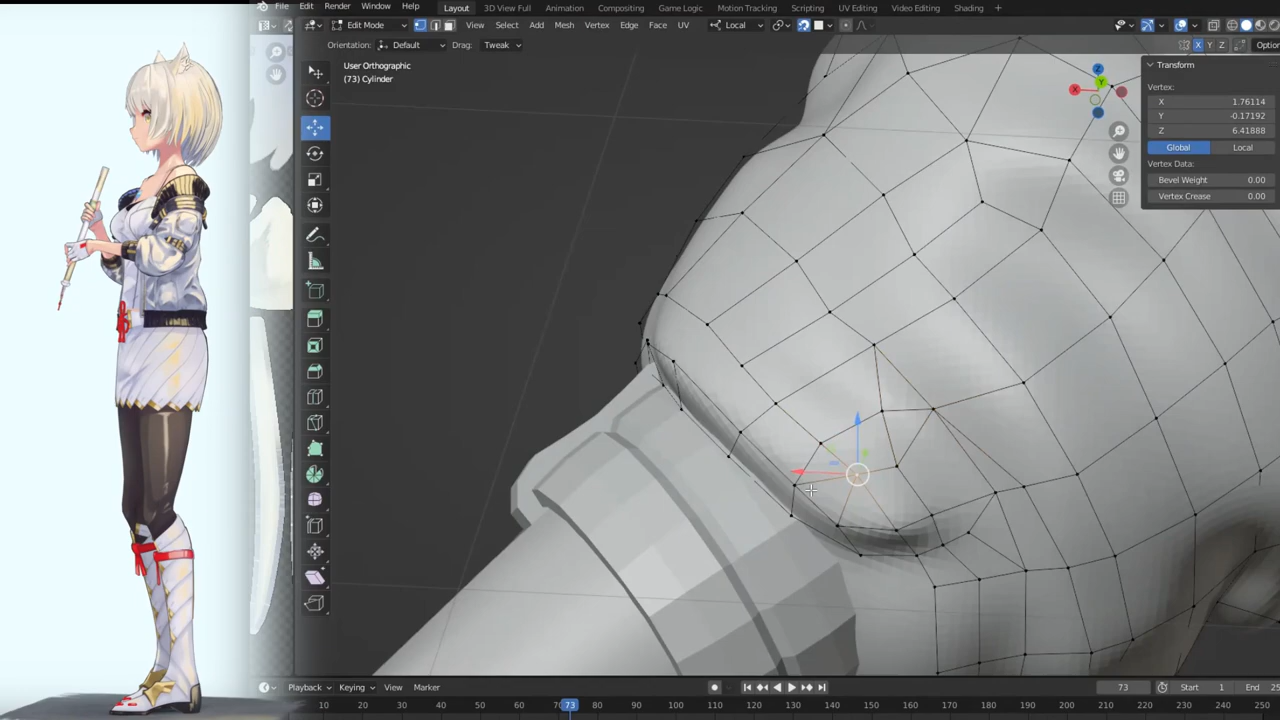 File Edit Render Window Help Layout 3D View Full Animation Compositing Game Logic Motion Tracking Scripting UV Editing Video Editing Shading +
Edit Mode View Select Add Mesh Vertex Edge Face UV Local
Orientation: Default Drag: Tweak X Y Z Option
User Orthographic
(73) Cylinder
Transform
Vertex:
X 1.76114
Y -0.17192
Z 6.41888
Global Local
Vertex Data:
Bevel Weight 0.00
Vertex Crease 0.00
Z
Y
X
Playback Keying View Marker 73 Start 1 End 25
10 20 30 40 50 60 70 73 80 90 100 110 120 130 140 150 160 170 180 190 200 210 220 230 240 250